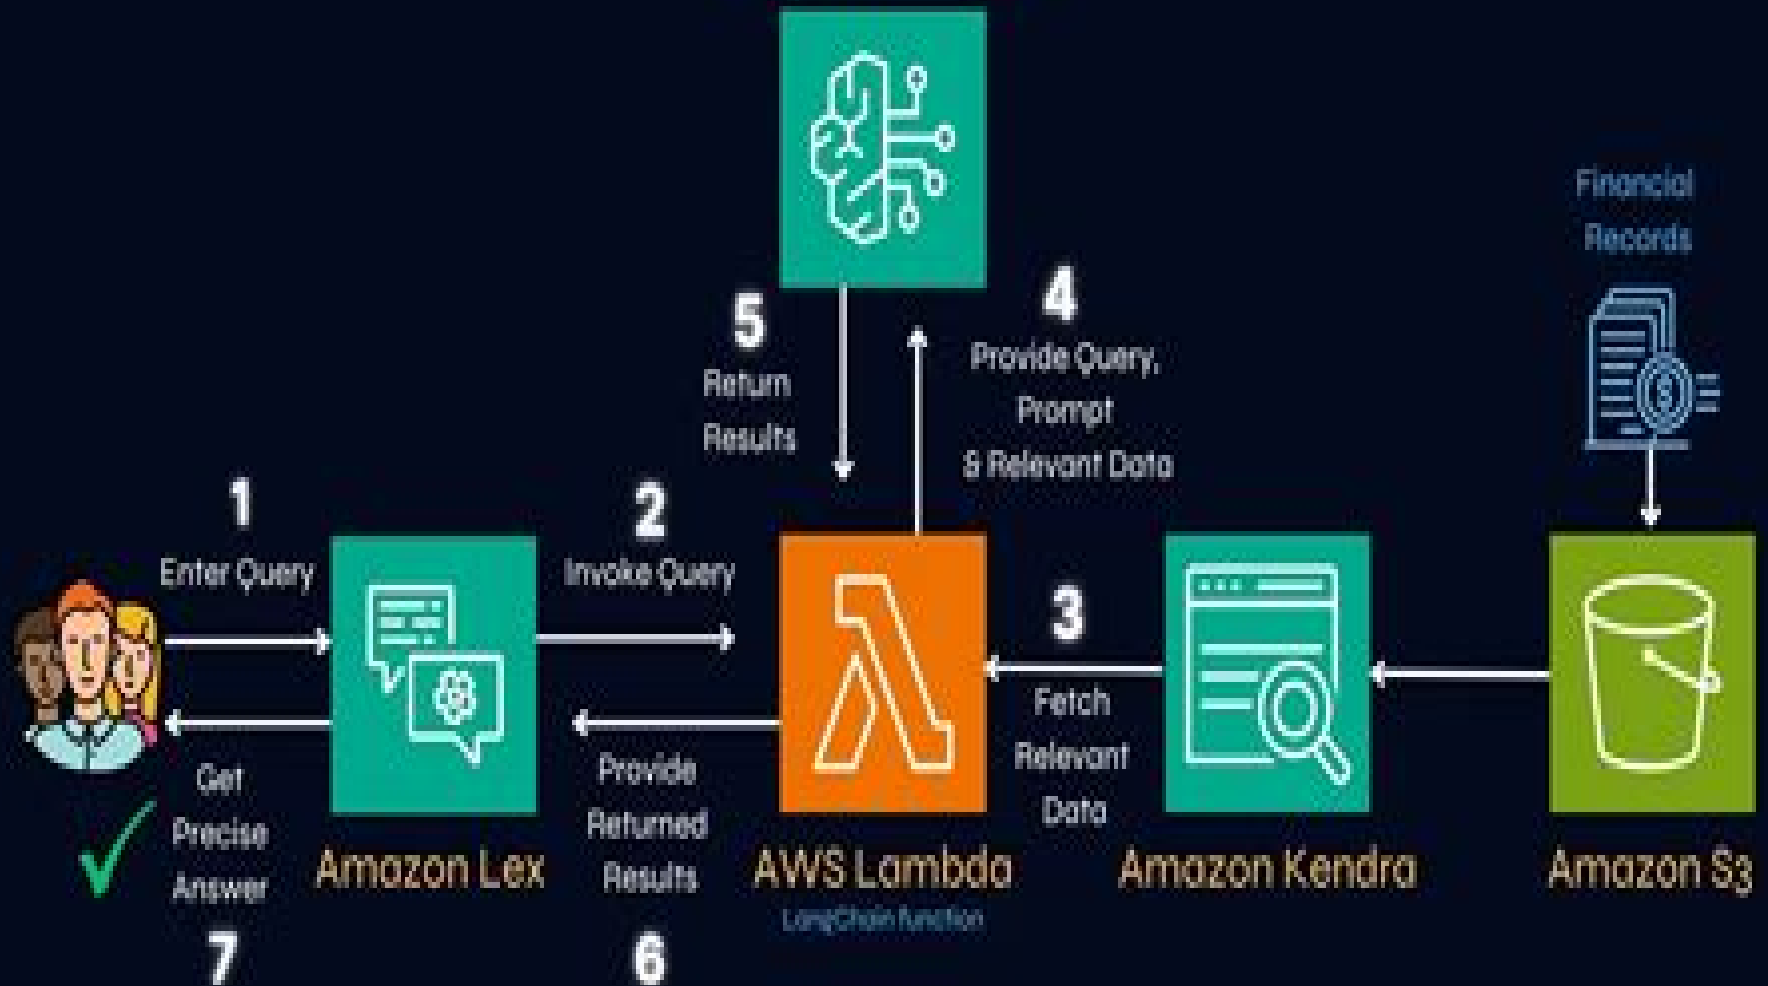 Financial
Records
5
Return
Results
4
Provide Query,
Prompt
& Relevant Data
1
Enter Query
2
Invoke Query
3
Fetch
Relevant
Data
Get
Precise
Answer
7
Provide
Returned
Results
6
Amazon Lex
AWS Lambda
LangChain function
Amazon Kendra
Amazon S3